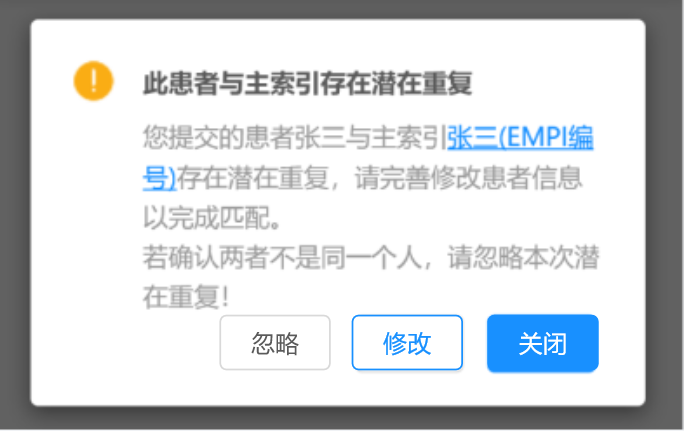 此患者与主索引存在潜在重复
您提交的患者张三与主索引张三(EMPI编
号)存在潜在重复，请完善修改患者信息
以完成匹配。
若确认两者不是同一个人，请忽略本次潜
在重复！
忽略 修改 关闭